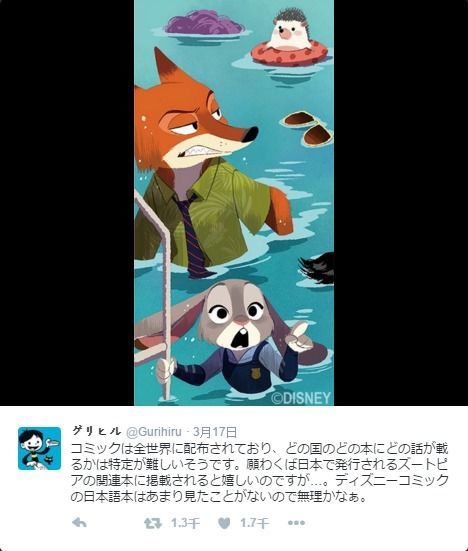 ©DISNEY
グリヒル @Gurihiru · 3月17日
コミックは全世界に配布されており、どの国のどの本にどの話が載
るかは特定が難しいそうです。願わくば日本で発行されるズートピ
アの関連本に掲載されると嬉しいのですが…。ディズニーコミック
の日本語本はあまり見たことがないので無理かなぁ。
1.3千 1.7千